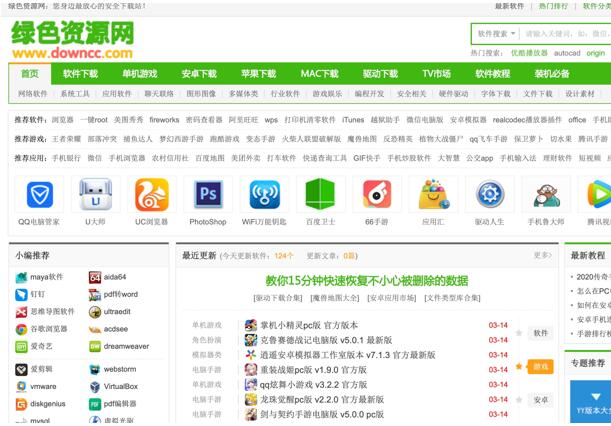 绿色资源网: 您身边最放心的安全下载站！
最新软件 | 热门排行 | 软件分类
绿色资源网
www.downcc.com
软件搜索 请输入关键词, 如: 微信,
热门搜索： 优酷播放器 autocad origin
首页 软件下载 单机游戏 安卓下载 苹果下载 MAC下载 驱动下载 TV市场 软件教程 装机必备
网络软件 系统工具 应用软件 聊天联络 图形图像 多媒体类 行业软件 游戏娱乐 编程开发 安全相关 硬件驱动 字体下载 文件下载 设计素材
推荐软件: 浏览器 一键root 美图秀秀 fireworks 密码查看器 阿里旺旺 wps 打印机清零软件 iTunes 越狱助手 微信电脑版 安卓模拟器 realcodec播放器插件 office 手机
推荐游戏: 王者荣耀 部落冲突 捕鱼达人 梦幻西游手游 跑酷游戏 变态手游 火柴人联盟破解版 魔兽地图 反恐精英 植物大战僵尸 qq飞车手游 保卫萝卜 切水果 腾讯手游
推荐应用: 手机银行 微信 手机浏览器 农村信用社 百度地图 美团外卖 打车软件 快递查询工具 GIF快手 手机炒股软件 大智慧 公交app 手机输入法 理财软件 短视频
QQ电脑管家 U大师 UC浏览器 PhotoShop WiFi万能钥匙 百度卫士 66手游 应用汇 驱动人生 手机鲁大师 腾讯视频
小编推荐
maya软件 aida64
钉钉 pdf转word
思维导图软件 ultraedit
谷歌浏览器 acdsee
爱奇艺 dreamweaver
爱剪辑 webstorm
vmware VirtualBox
diskgenius pdf编辑器
mysql 虚拟光驱
最近更新 (今天更新软件: 124个 更新文章: 0篇) 更多>
教你15分钟快速恢复不小心被删除的数据
[驱动下载合集] [魔兽地图大全] [安卓应用市场] [文件类型库合集]
单机游戏 掌机小精灵pc版 官方版本 03-14
角色扮演 克鲁赛德战记电脑版 v5.0.1 最新版 03-14
模拟器类 逍遥安卓模拟器工作室版本 v7.1.3 官方最新版 03-14
电脑手游 重装战姬pc版 v1.9.0 官方版 03-14
单机游戏 qq炫舞小游戏 v3.2.2 官方版 03-14
电脑手游 龙珠觉醒pc版 v2.2.0 官方最新版 03-14
电脑手游 剑与契约手游电脑版 v5.0.0 pc版 03-14
软件
游戏
安卓
最新教程
2020传奇
怎么在PC
如何在安卓
安卓手机
手游排行榜
专题推荐
YY版本大